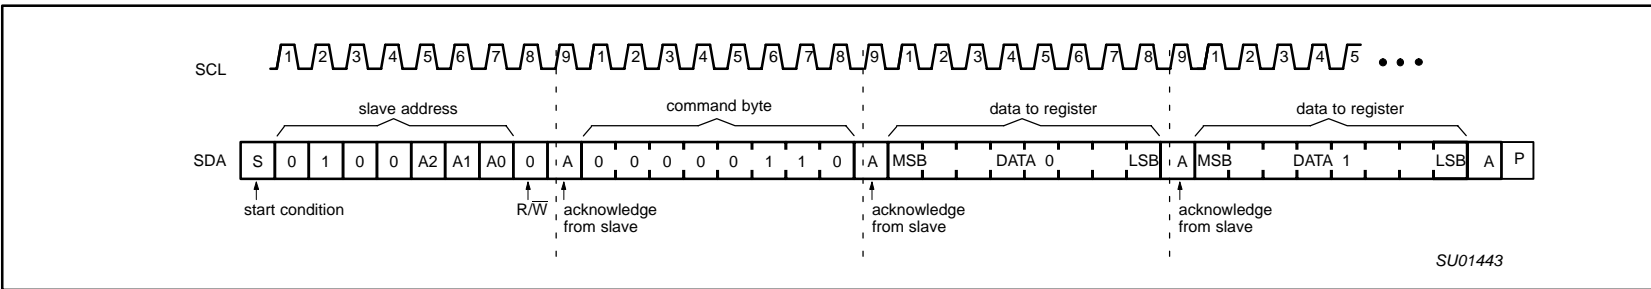 SCL 1 2 3 4 5 6 7 8 9 1 2 3 4 5 6 7 8 9 1 2 3 4 5 6 7 8 9 1 2 3 4 5 • • •
slave address command byte data to register data to register
SDA S 0 1 0 0 A2 A1 A0 0 A 0 0 0 0 0 1 1 0 A MSB DATA 0 LSB A MSB DATA 1 LSB A P
start condition R/W̅ acknowledge acknowledge acknowledge
from slave from slave from slave
SU01443